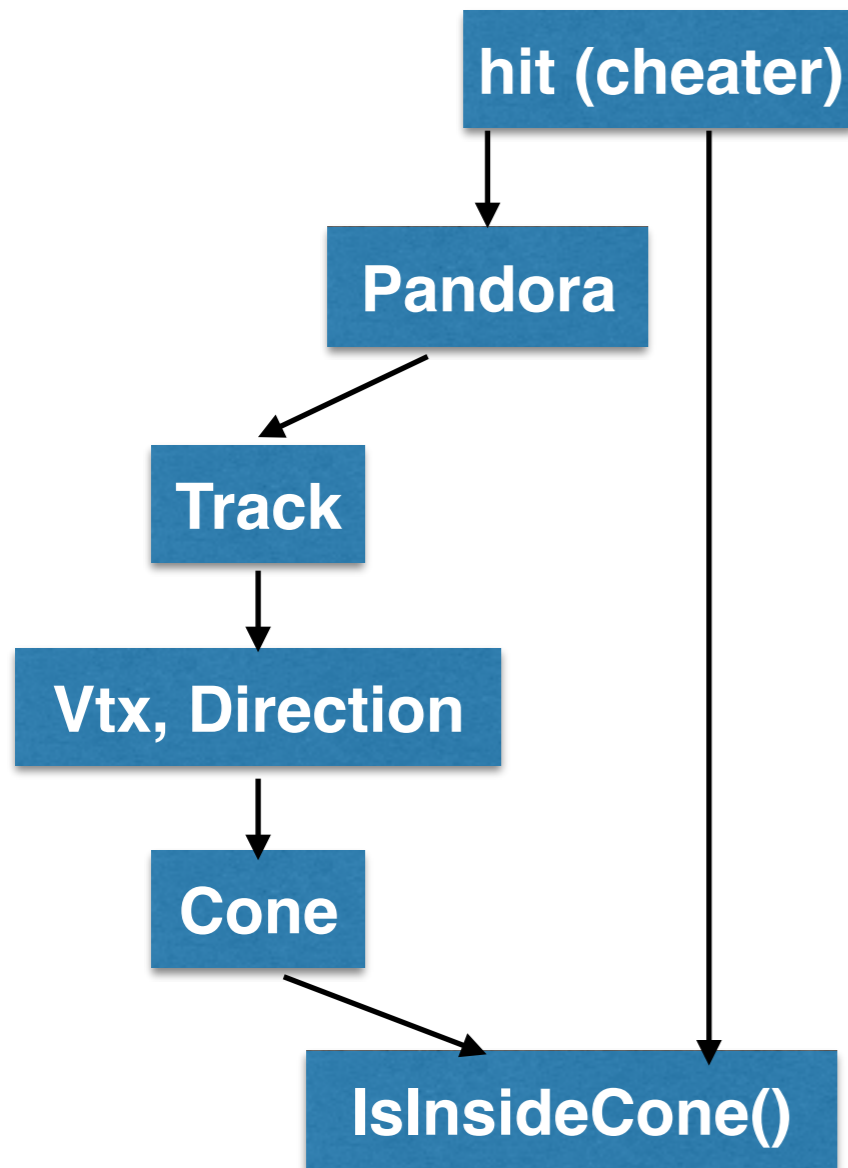 hit (cheater)
Pandora
Track
Vtx, Direction
Cone
IsInsideCone()